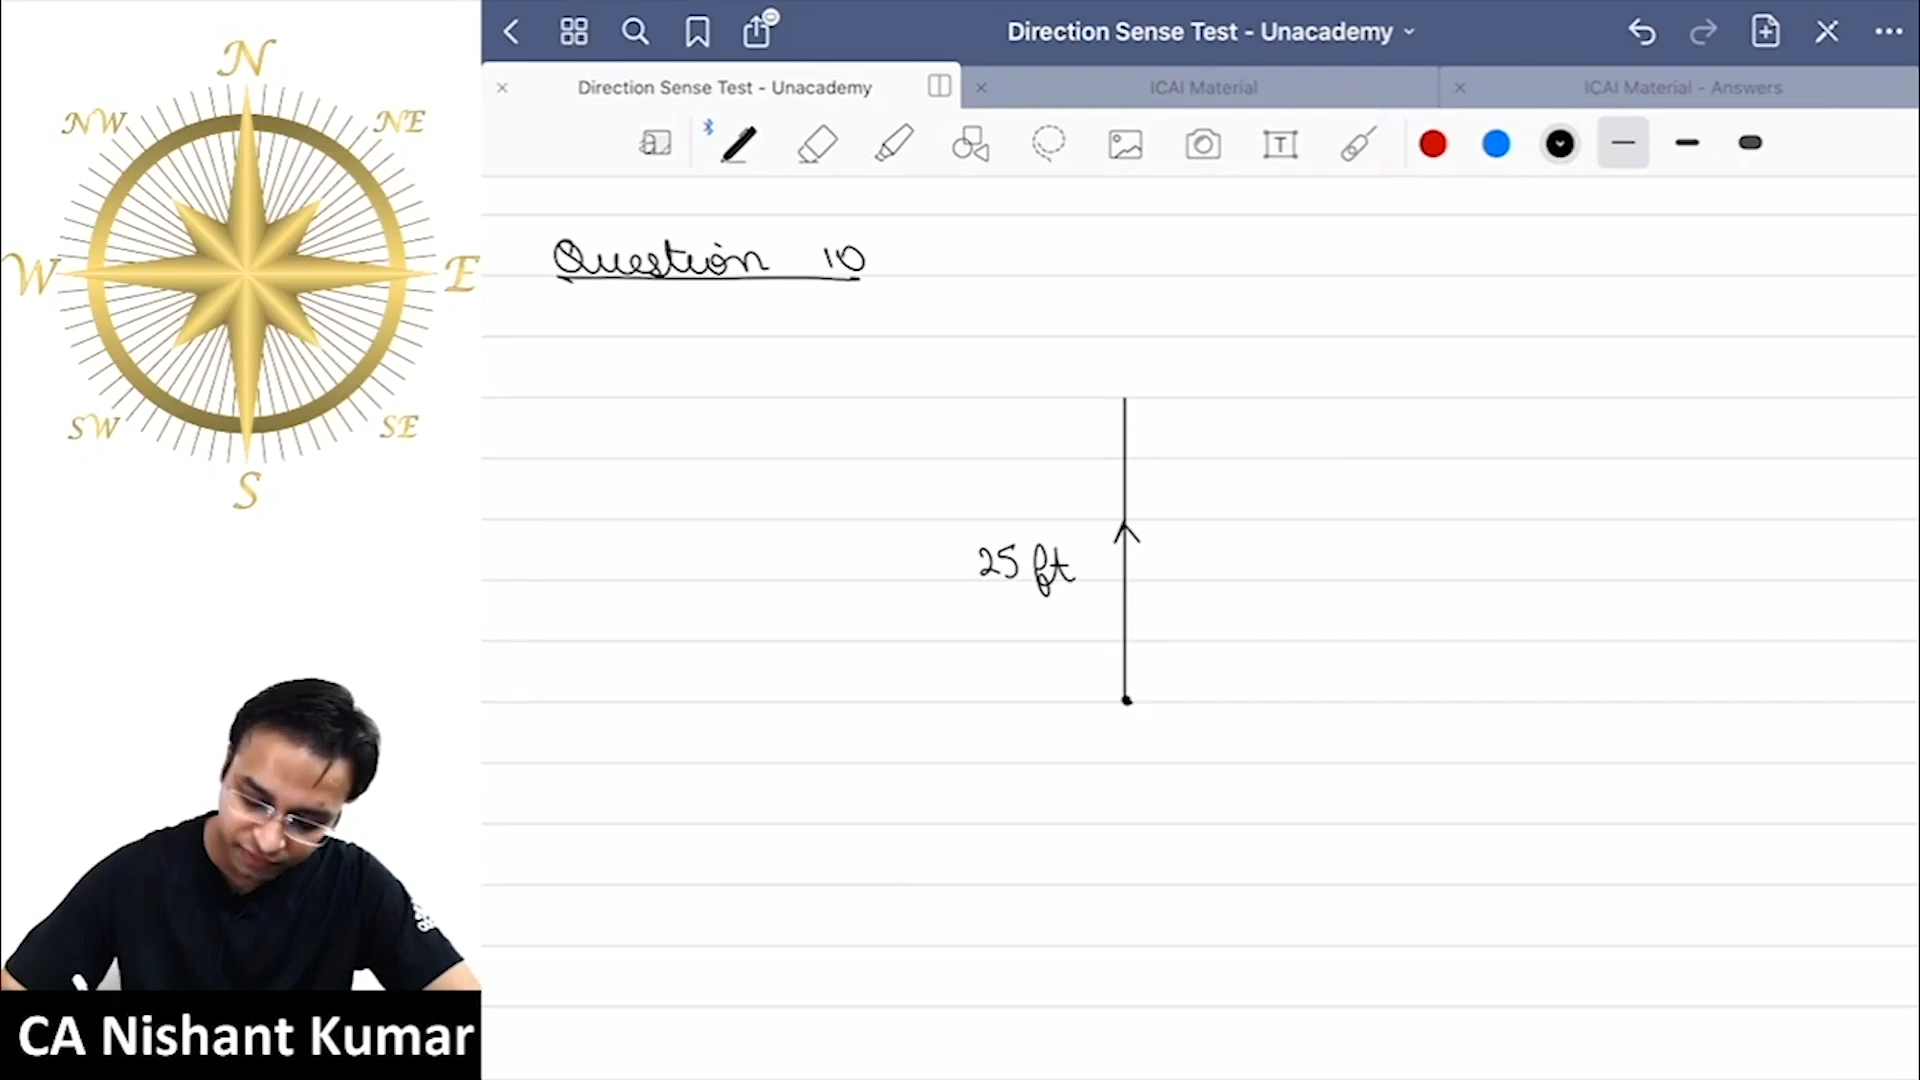 N
NW
NE
W
E
SW
SE
S
CA Nishant Kumar
Direction Sense Test - Unacademy
Direction Sense Test - Unacademy
ICAI Material
ICAI Material - Answers
a
T
Question 10
25 ft